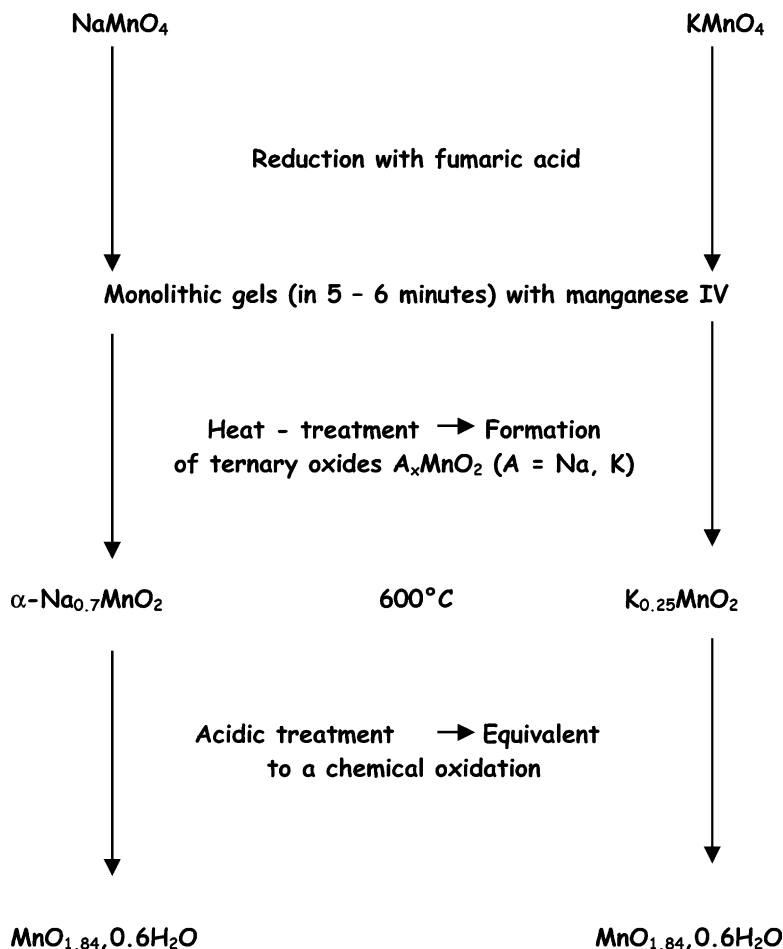 NaMnO₄ KMnO₄
Reduction with fumaric acid
Monolithic gels (in 5 – 6 minutes) with manganese IV
Heat - treatment → Formation
of ternary oxides AₓMnO₂ (A = Na, K)
α-Na₀.₇MnO₂ 600°C K₀.₂₅MnO₂
Acidic treatment → Equivalent
to a chemical oxidation
MnO₁.₈₄,0.6H₂O MnO₁.₈₄,0.6H₂O